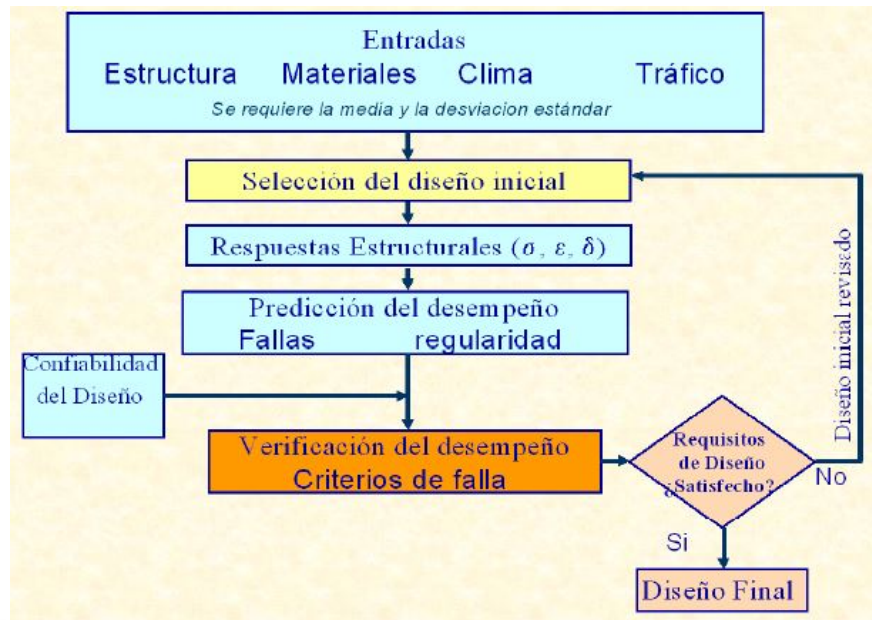 Entradas
Estructura Materiales Clima Tráfico
Se requiere la media y la desviacion estándar
Selección del diseño inicial
Respuestas Estructurales (σ, ε, δ)
Predicción del desempeño
Fallas regularidad
Confiabilidad
del Diseño
Verificación del desempeño
Criterios de falla
Requisitos
de Diseño
¿Satisfecho?
No
Diseño inicial revisado
Si
Diseño Final